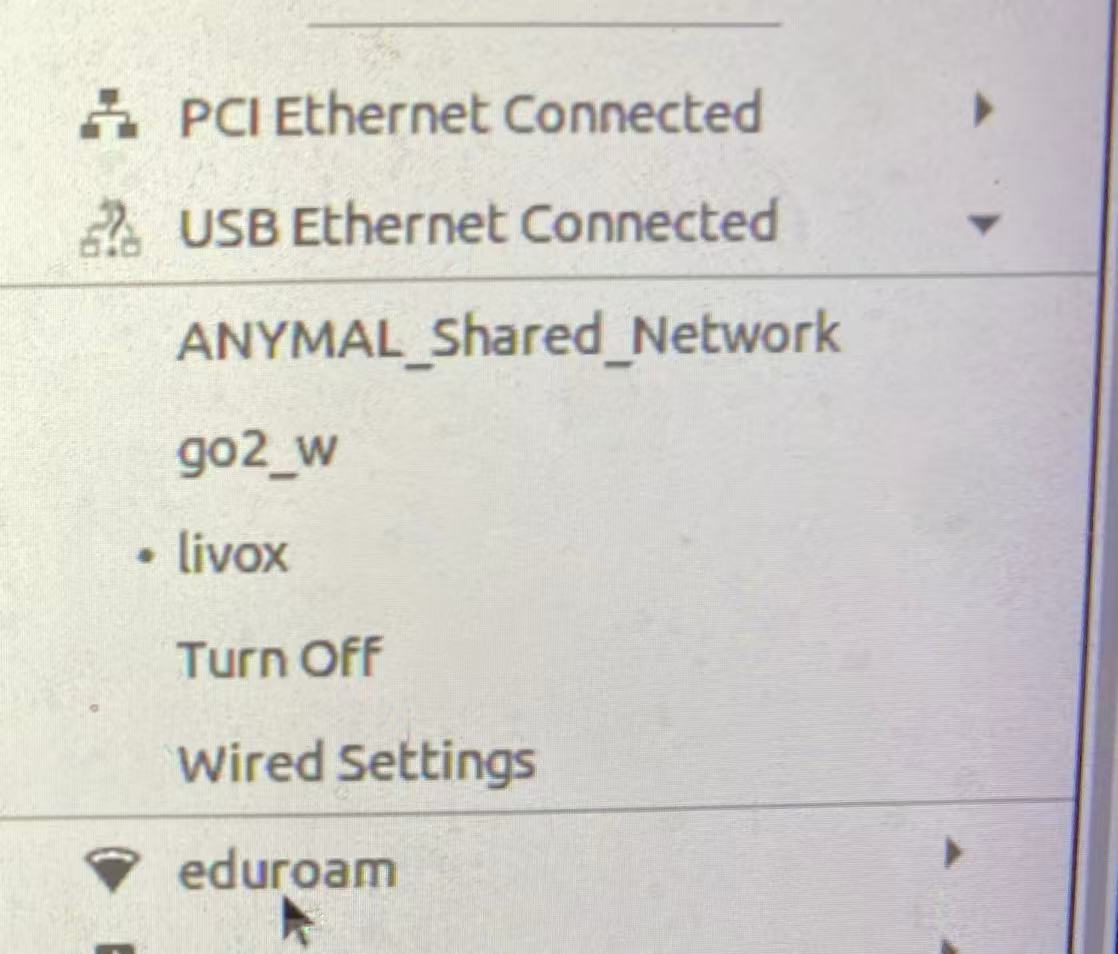 PCI Ethernet Connected
USB Ethernet Connected
ANYMAL_Shared_Network
go2_w
livox
Turn Off
Wired Settings
eduroam